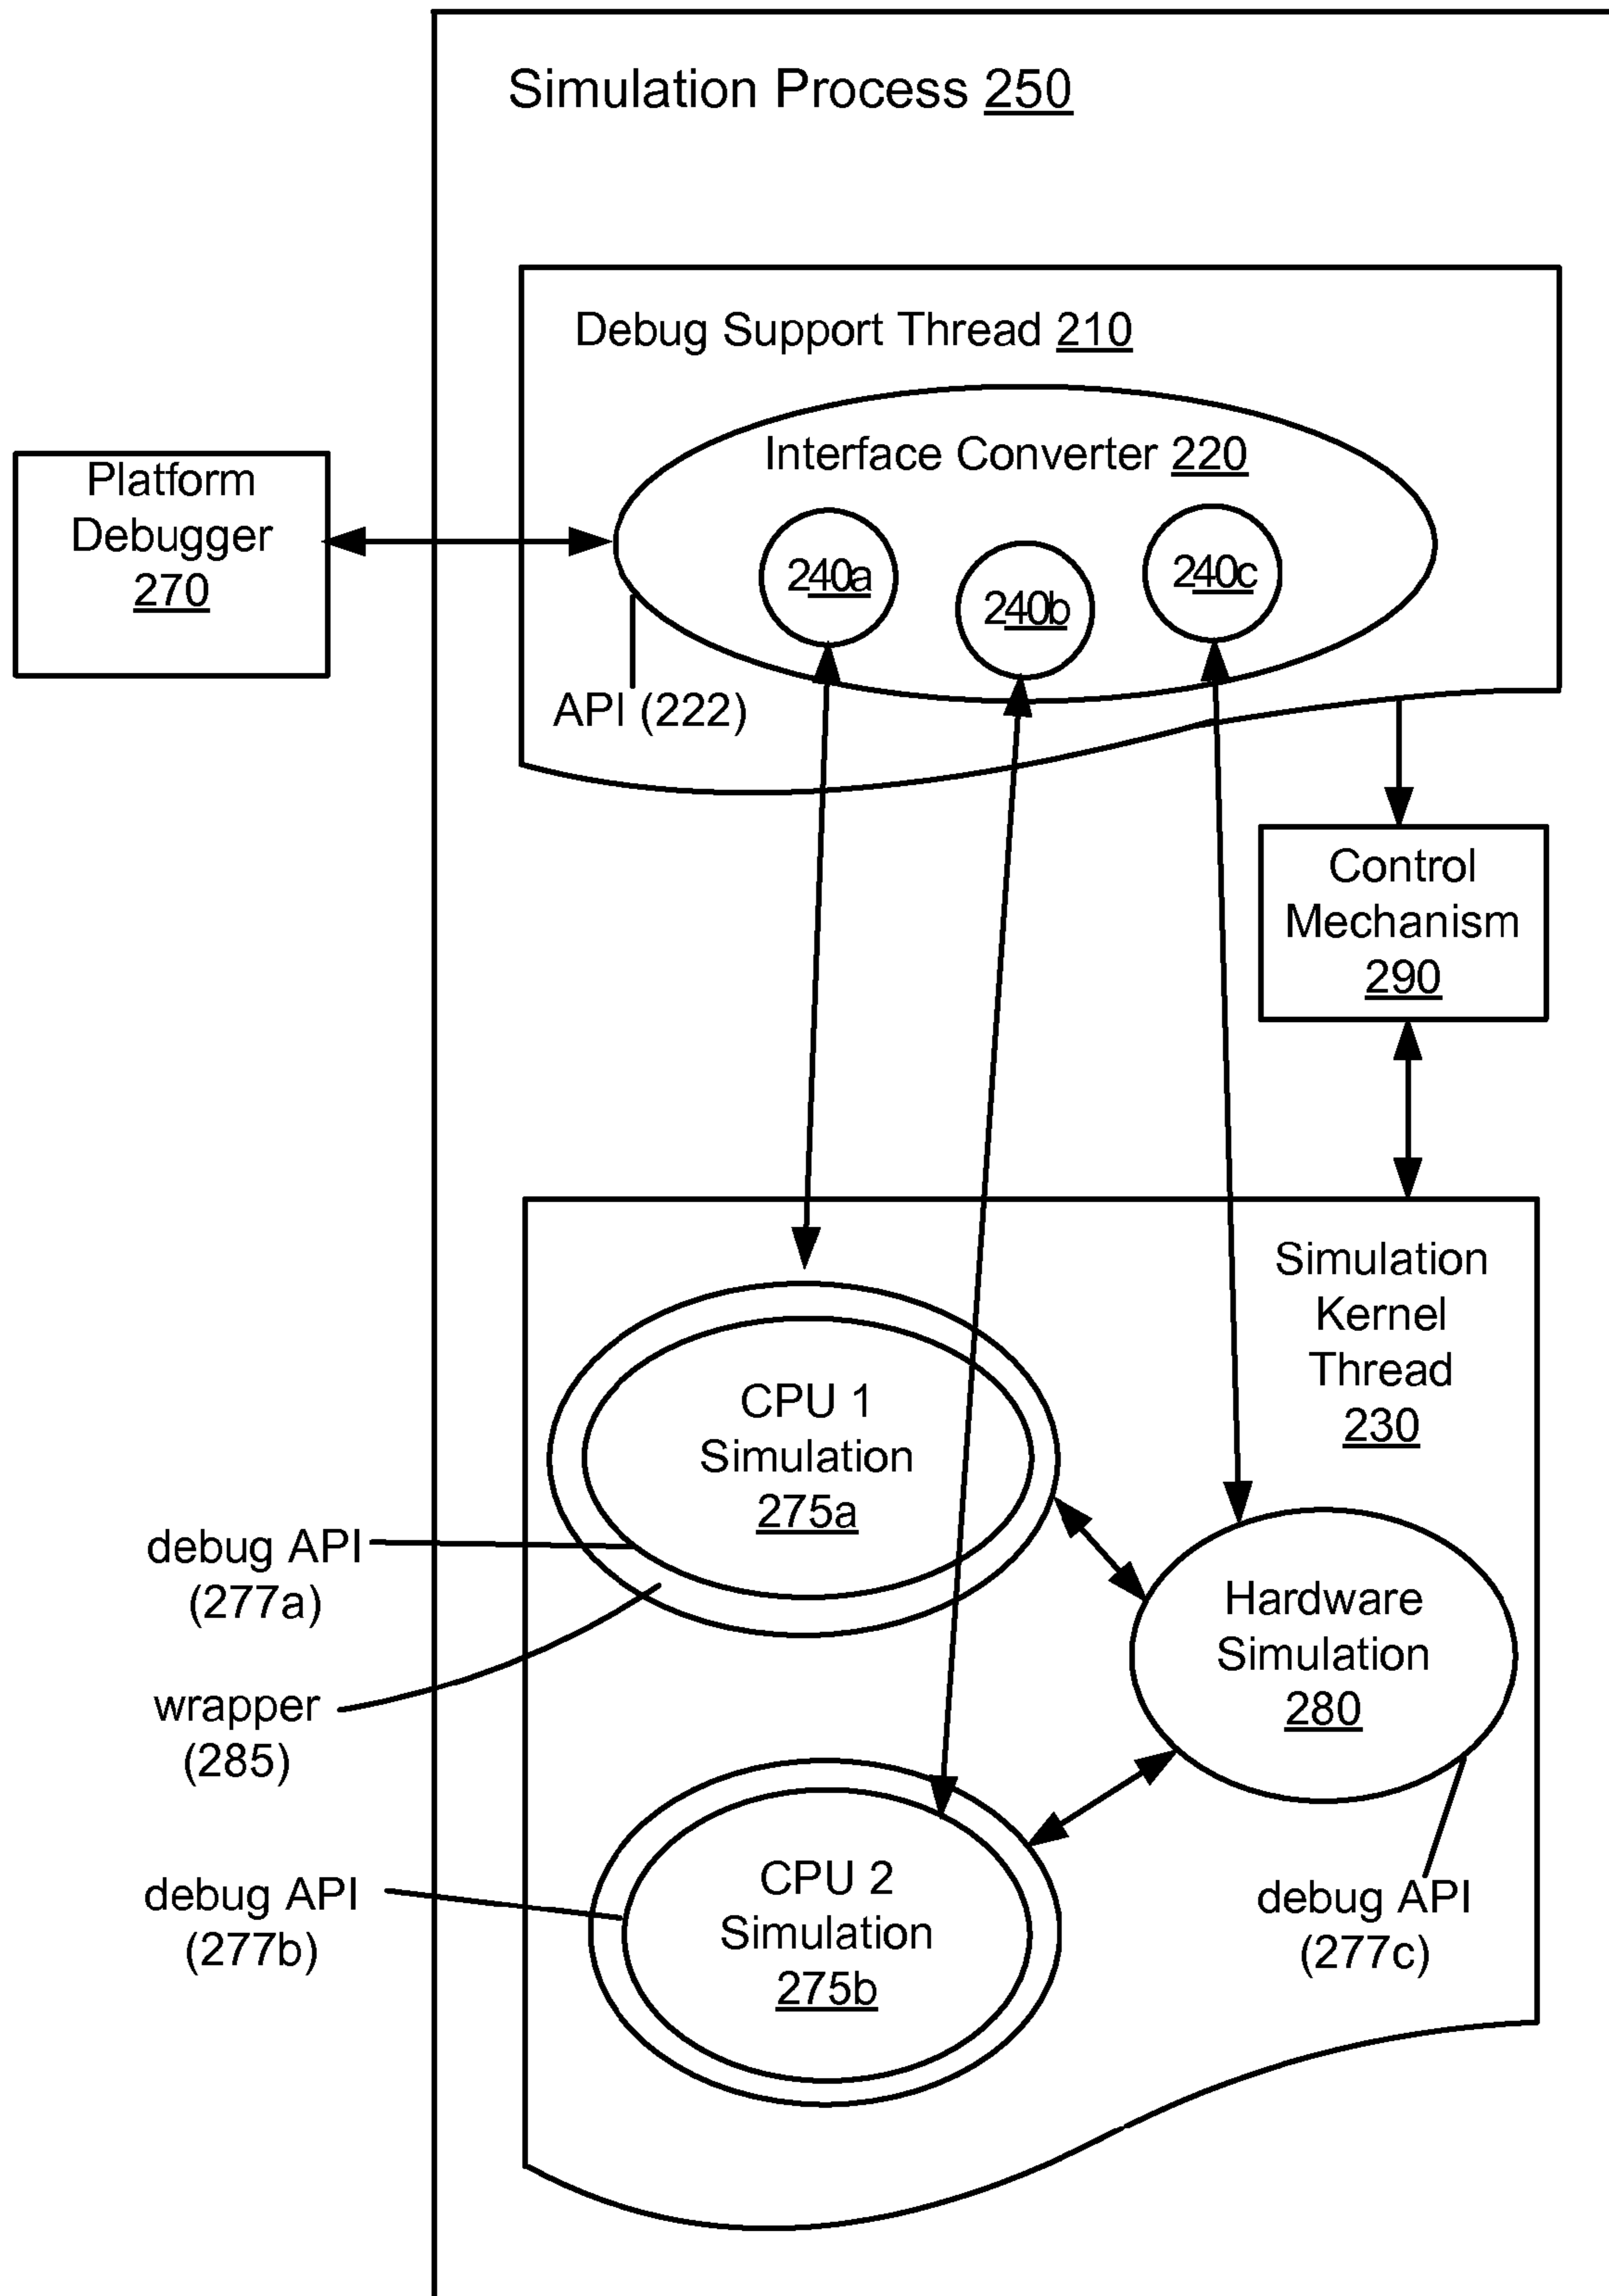 Simulation Process 250
Debug Support Thread 210
Interface Converter 220
Platform
Debugger
270
240a
240b
240c
API (222)
Control
Mechanism
290
Simulation
Kernel
Thread
230
CPU 1
Simulation
275a
debug API
(277a)
Hardware
Simulation
280
wrapper
(285)
CPU 2
Simulation
275b
debug API
(277b)
debug API
(277c)